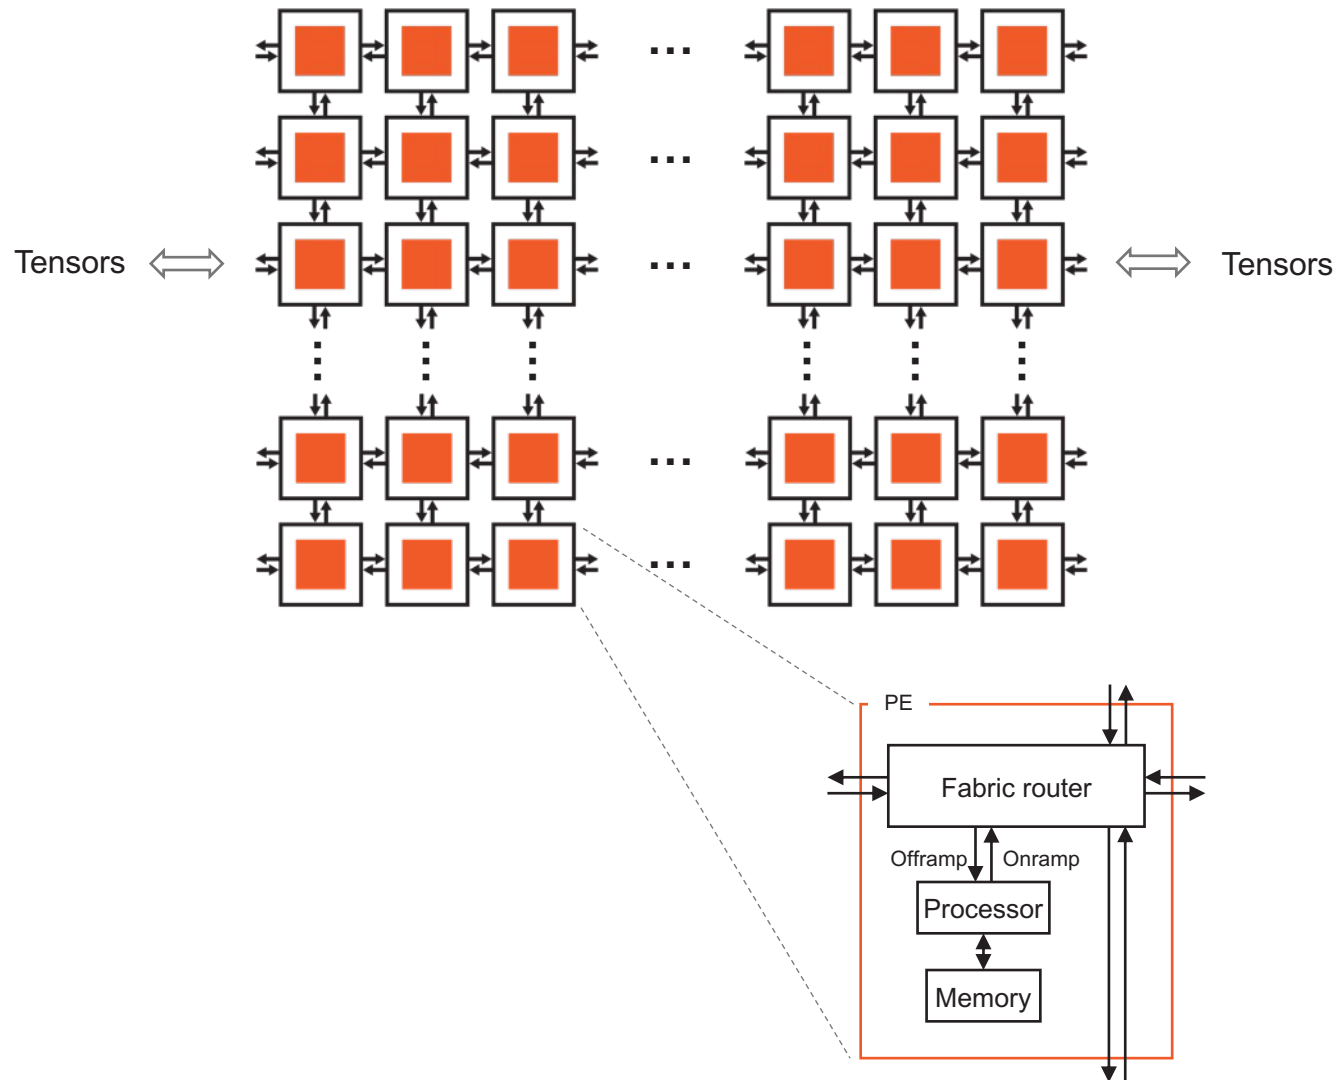 ...
...
Tensors
...
Tensors
...
...
PE
Fabric router
Offramp
Onramp
Processor
Memory